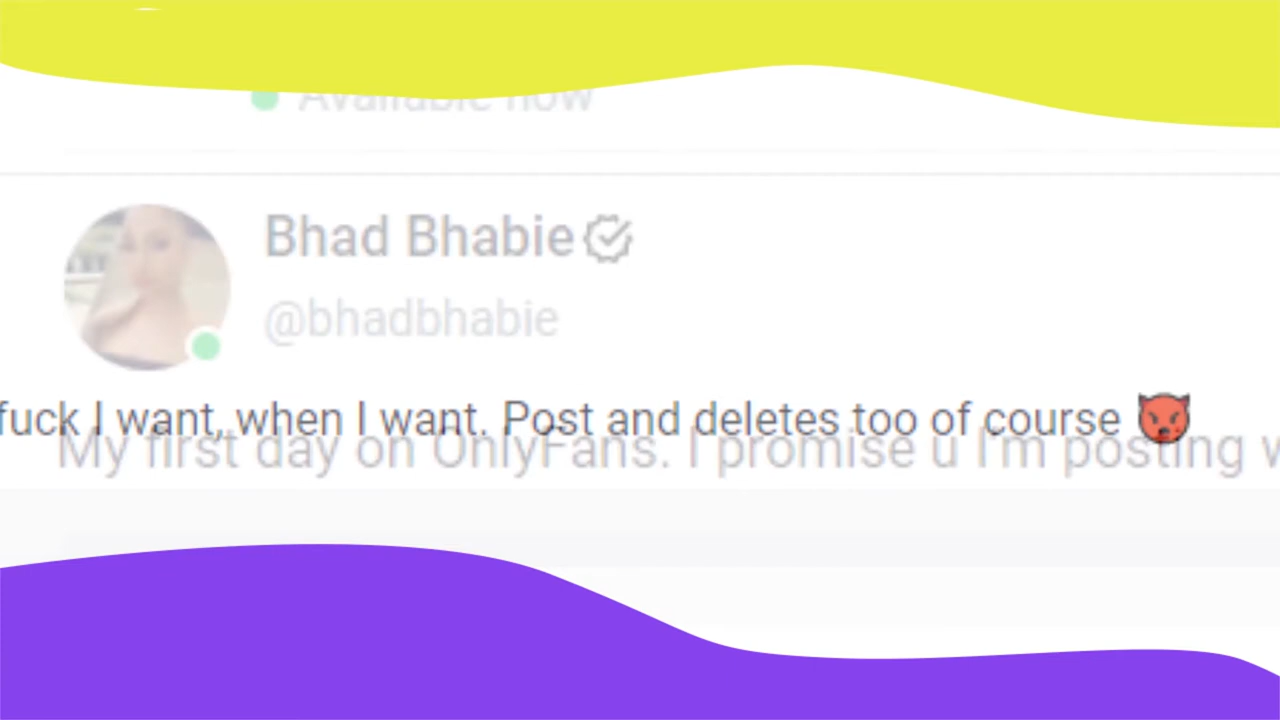 Available now
Bhad Bhabie
@bhadbhabie
fuck I want, when I want. Post and deletes too of course 👿
My first day on OnlyFans. I promise u I'm posting w